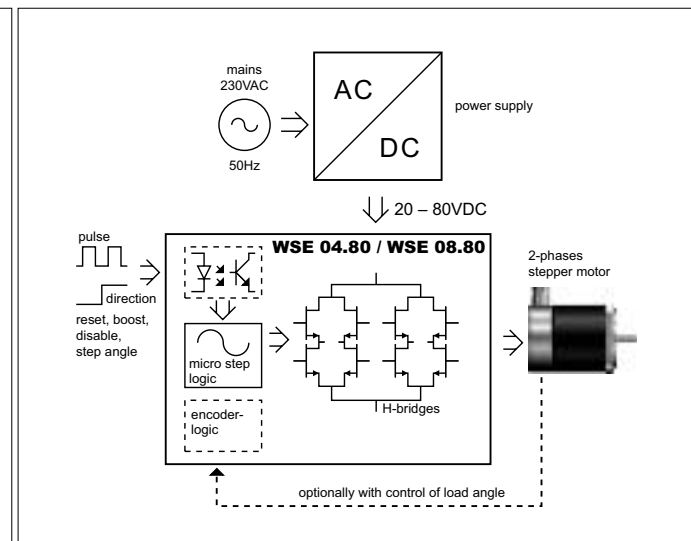 mains
230VAC
50Hz
AC
DC
power supply
20 – 80VDC
WSE 04.80 / WSE 08.80
pulse
direction
reset, boost,
disable,
step angle
micro step
logic
encoder-
logic
H-bridges
2-phases
stepper motor
optionally with control of load angle